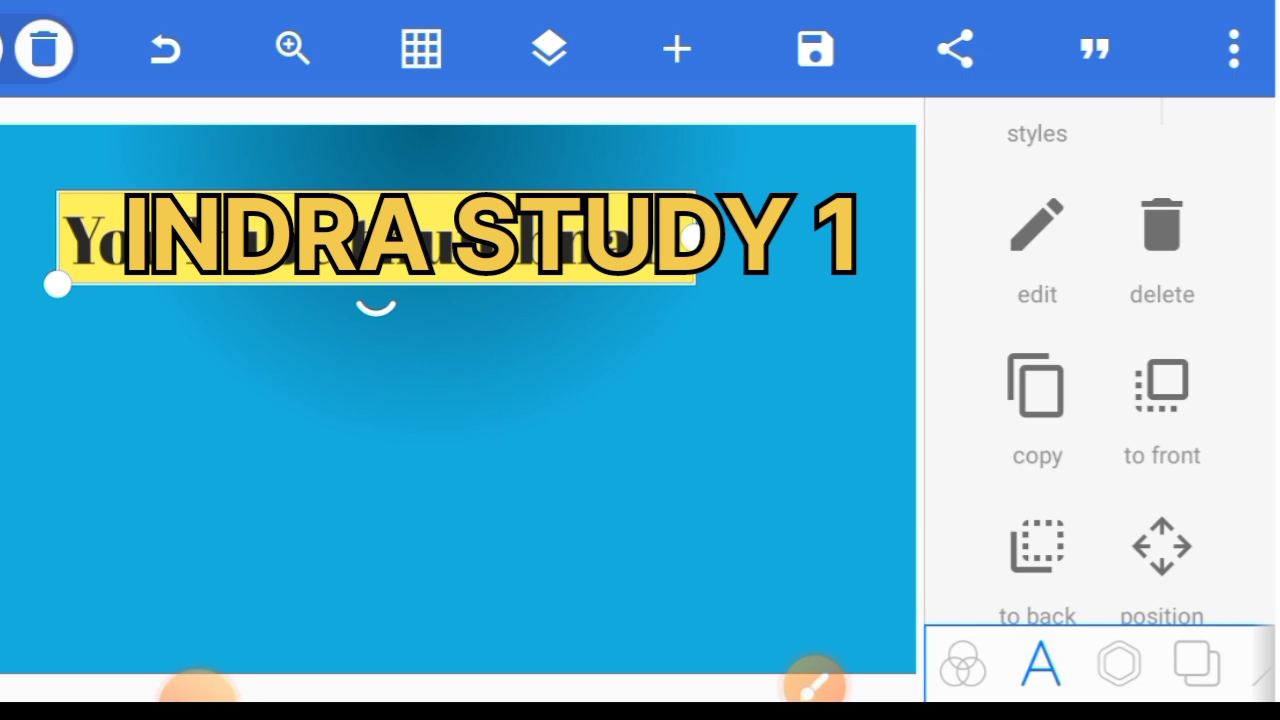 styles
INDRA STUDY 1
edit
delete
copy
to front
to back
position